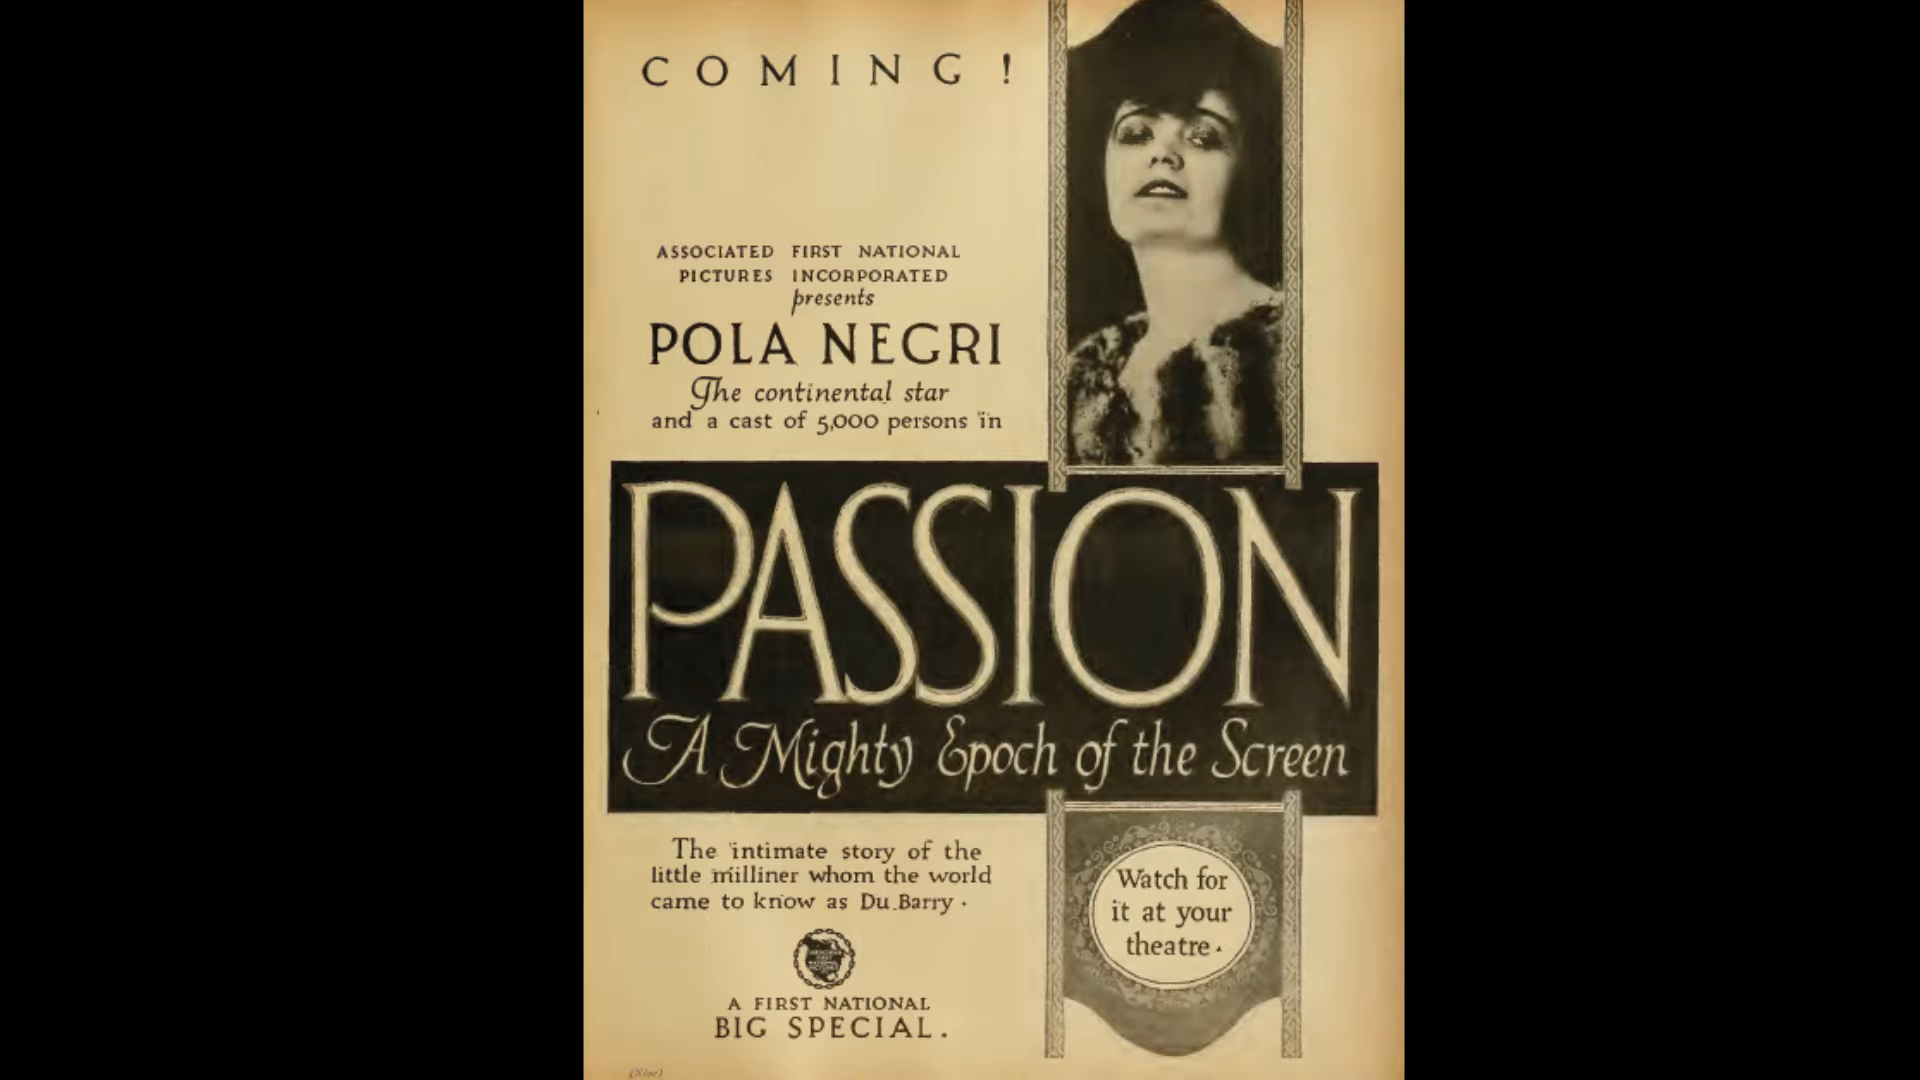 COMING!
ASSOCIATED FIRST NATIONAL
PICTURES INCORPORATED
presents
POLA NEGRI
The continental star
and a cast of 5,000 persons in
PASSION
A Mighty Epoch of the Screen
The intimate story of the
little milliner whom the world
came to know as Du Barry.
A FIRST NATIONAL
BIG SPECIAL.
Watch for
it at your
theatre.